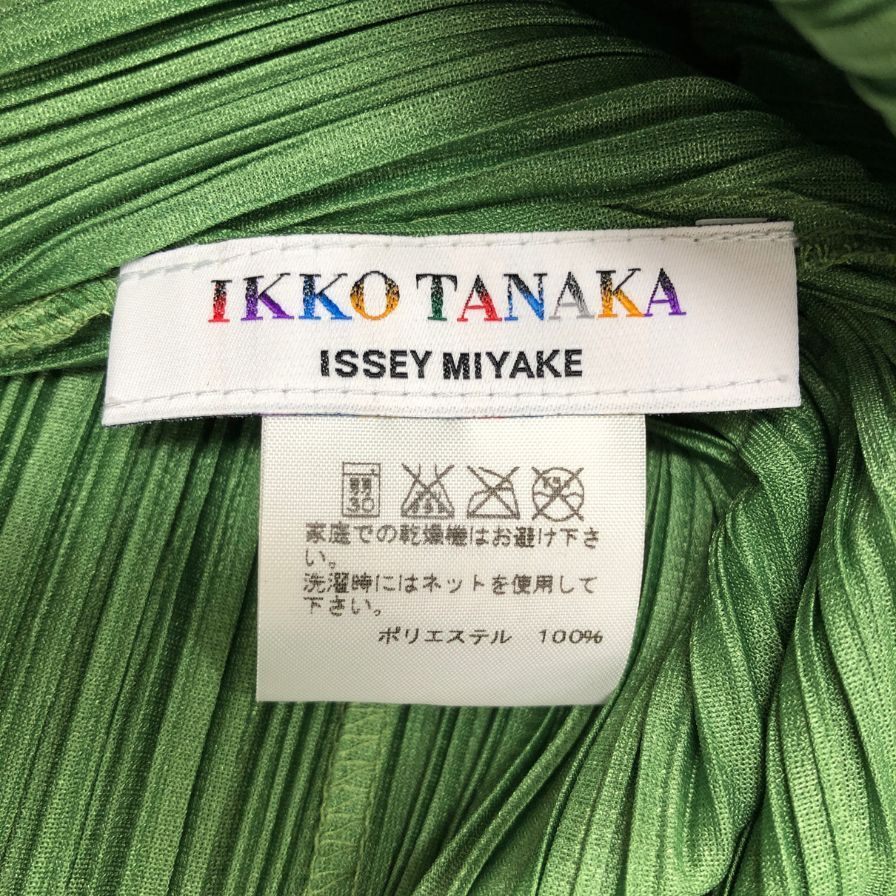 IKKO TANAKA
ISSEY MIYAKE
弱
30
家庭での乾燥機はお避け下さ
い。
洗濯時にはネットを使用して
下さい。
ポリエステル 100%